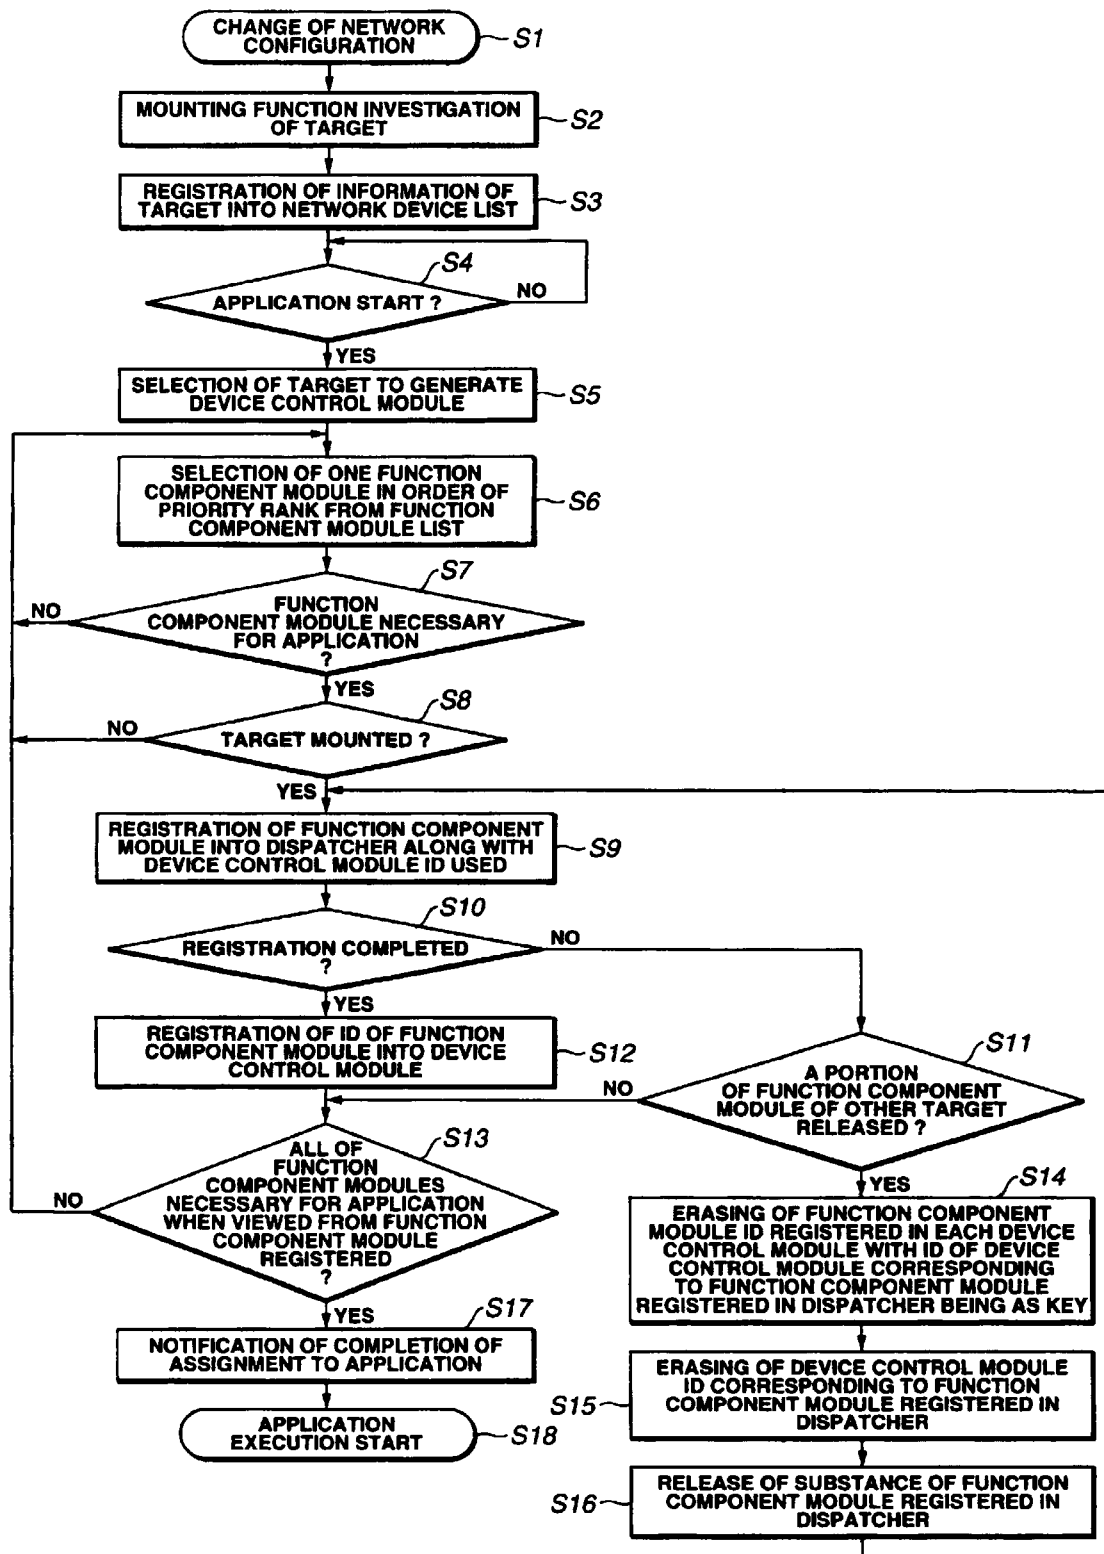 CHANGE OF NETWORK
CONFIGURATION
S1
MOUNTING FUNCTION INVESTIGATION
OF TARGET
S2
REGISTRATION OF INFORMATION OF
TARGET INTO NETWORK DEVICE LIST
S3
S4
APPLICATION START ?
NO
YES
SELECTION OF TARGET TO GENERATE
DEVICE CONTROL MODULE
S5
SELECTION OF ONE FUNCTION
COMPONENT MODULE IN ORDER OF
PRIORITY RANK FROM FUNCTION
COMPONENT MODULE LIST
S6
S7
FUNCTION
COMPONENT MODULE NECESSARY
FOR APPLICATION
?
NO
YES
S8
TARGET MOUNTED ?
NO
YES
REGISTRATION OF FUNCTION COMPONENT
MODULE INTO DISPATCHER ALONG WITH
DEVICE CONTROL MODULE ID USED
S9
S10
REGISTRATION COMPLETED
?
NO
YES
REGISTRATION OF ID OF FUNCTION
COMPONENT MODULE INTO DEVICE
CONTROL MODULE
S12
S11
A PORTION
OF FUNCTION COMPONENT
MODULE OF OTHER TARGET
RELEASED ?
NO
YES
S13
ALL OF
FUNCTION
COMPONENT MODULES
NECESSARY FOR APPLICATION
WHEN VIEWED FROM FUNCTION
COMPONENT MODULE
REGISTERED
?
NO
YES
S14
ERASING OF FUNCTION COMPONENT
MODULE ID REGISTERED IN EACH DEVICE
CONTROL MODULE WITH ID OF DEVICE
CONTROL MODULE CORRESPONDING
TO FUNCTION COMPONENT MODULE
REGISTERED IN DISPATCHER BEING AS KEY
S17
NOTIFICATION OF COMPLETION OF
ASSIGNMENT TO APPLICATION
ERASING OF DEVICE CONTROL MODULE
ID CORRESPONDING TO FUNCTION
COMPONENT MODULE REGISTERED IN
DISPATCHER
S15
APPLICATION
EXECUTION START
S18
RELEASE OF SUBSTANCE OF FUNCTION
COMPONENT MODULE REGISTERED IN
DISPATCHER
S16